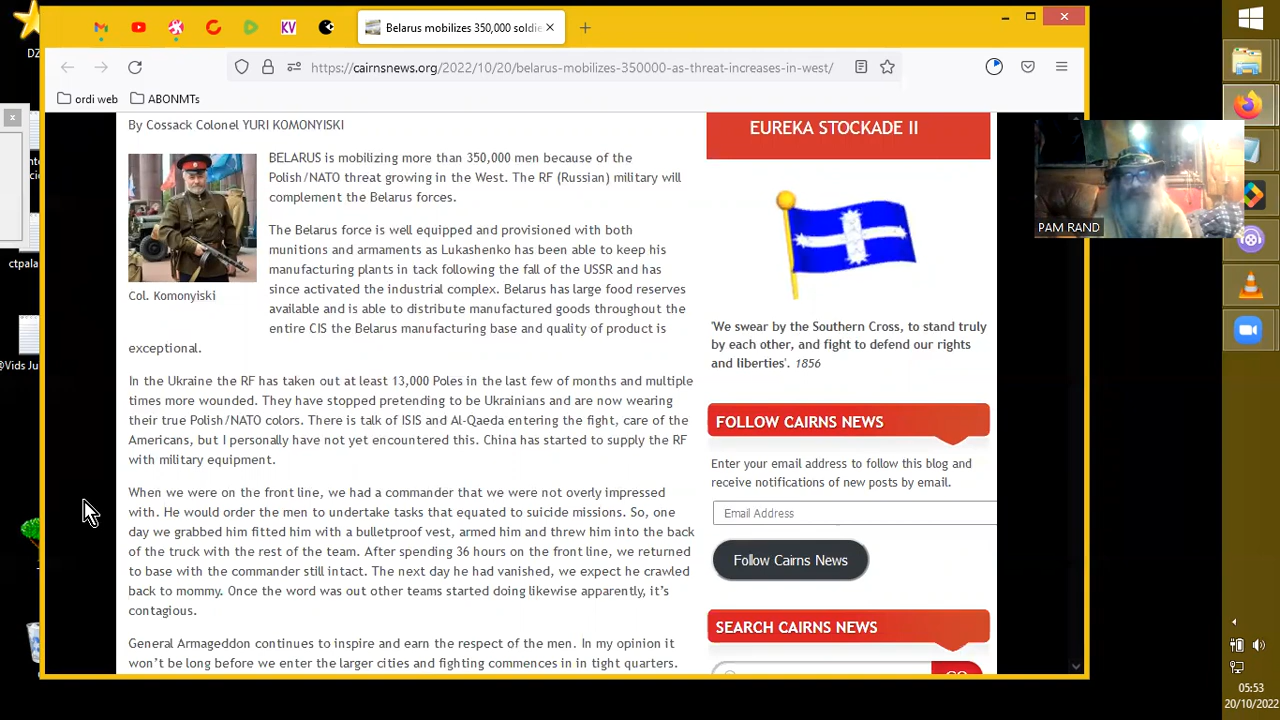 DZ
Belarus mobilizes 350,000 soldie
https://cairnsnews.org/2022/10/20/belarus-mobilizes-350000-as-threat-increases-in-west/
ordi web
ABONMTs
By Cossack Colonel YURI KOMONYISKI
BELARUS is mobilizing more than 350,000 men because of the
Polish/NATO threat growing in the West. The RF (Russian) military will
complement the Belarus forces.
The Belarus force is well equipped and provisioned with both
munitions and armaments as Lukashenko has been able to keep his
manufacturing plants in tack following the fall of the USSR and has
since activated the industrial complex. Belarus has large food reserves
available and is able to distribute manufactured goods throughout the
entire CIS the Belarus manufacturing base and quality of product is
exceptional.
Col. Komonyiski
In the Ukraine the RF has taken out at least 13,000 Poles in the last few of months and multiple
times more wounded. They have stopped pretending to be Ukrainians and are now wearing
their true Polish/NATO colors. There is talk of ISIS and Al-Qaeda entering the fight, care of the
Americans, but I personally have not yet encountered this. China has started to supply the RF
with military equipment.
When we were on the front line, we had a commander that we were not overly impressed
with. He would order the men to undertake tasks that equated to suicide missions. So, one
day we grabbed him fitted him with a bulletproof vest, armed him and threw him into the back
of the truck with the rest of the team. After spending 36 hours on the front line, we returned
to base with the commander still intact. The next day he had vanished, we expect he crawled
back to mommy. Once the word was out other teams started doing likewise apparently, it's
contagious.
General Armageddon continues to inspire and earn the respect of the men. In my opinion it
won't be long before we enter the larger cities and fighting commences in in tight quarters.
EUREKA STOCKADE II
'We swear by the Southern Cross, to stand truly
by each other, and fight to defend our rights
and liberties'. 1856
FOLLOW CAIRNS NEWS
Enter your email address to follow this blog and
receive notifications of new posts by email.
Email Address
Follow Cairns News
SEARCH CAIRNS NEWS
PAM RAND
KV
ctpala
@Vids Ju
05:53
20/10/2022